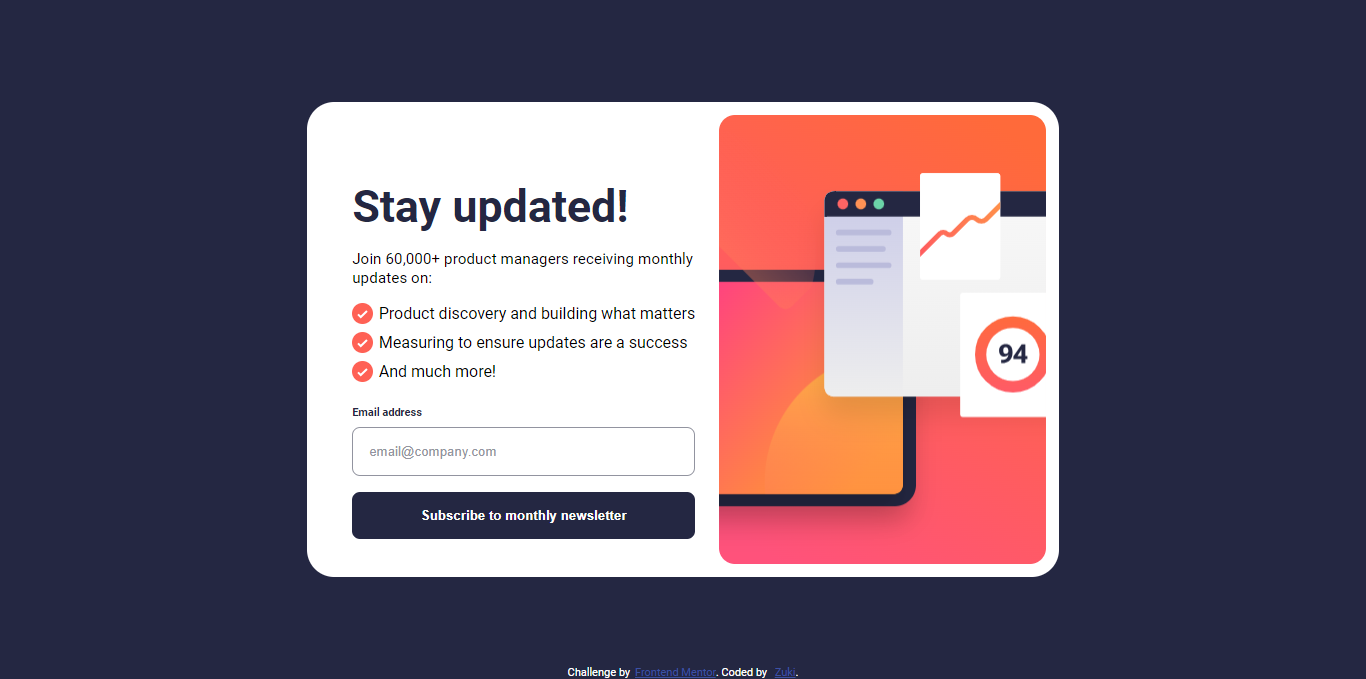 Stay updated!
Join 60,000+ product managers receiving monthly
updates on:
Product discovery and building what matters
Measuring to ensure updates are a success
And much more!
Email address
email@company.com
Subscribe to monthly newsletter
94
Challenge by Frontend Mentor. Coded by Zuki.